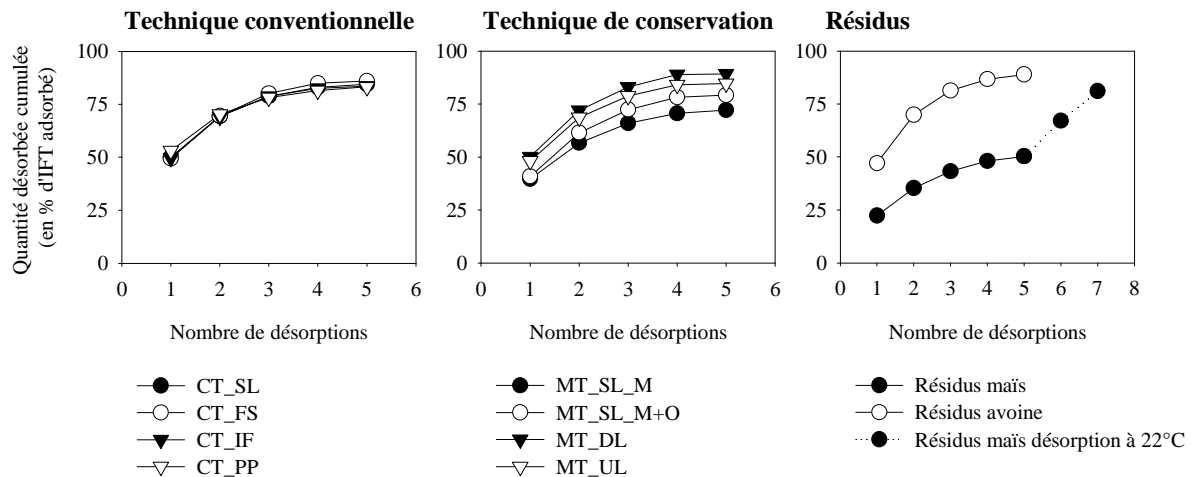 Technique conventionnelle
Technique de conservation
Résidus
Quantité désorbée cumulée
(en % d'IFT adsorbé)
100
75
50
25
0
0 1 2 3 4 5 6
Nombre de désorptions
100
75
50
25
0
0 1 2 3 4 5 6
Nombre de désorptions
100
75
50
25
0
0 1 2 3 4 5 6 7 8
Nombre de désorptions
CT_SL
CT_FS
CT_IF
CT_PP
MT_SL_M
MT_SL_M+O
MT_DL
MT_UL
Résidus maïs
Résidus avoine
Résidus maïs désorption à 22°C